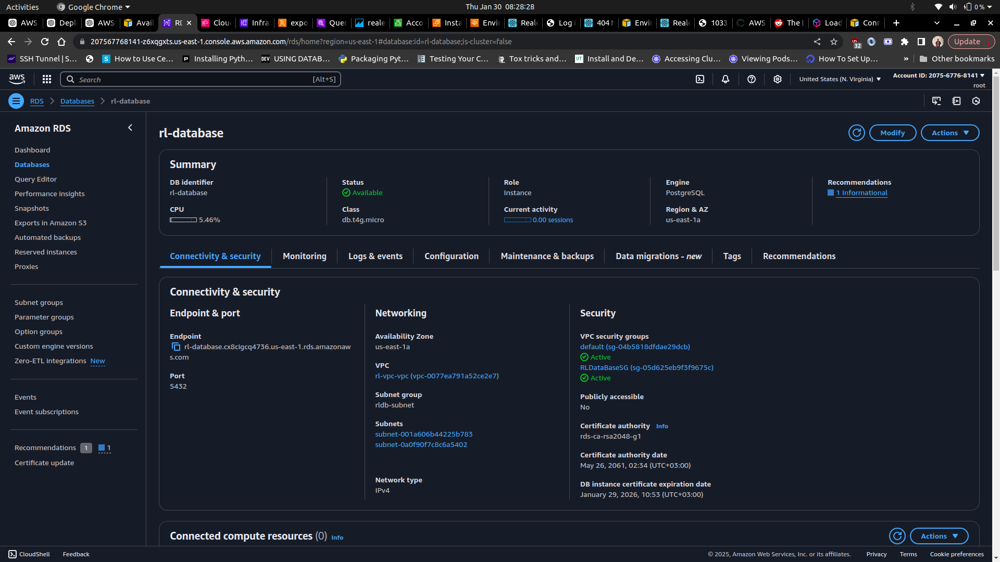 Activities
Google Chrome
Thu Jan 30 08:28:28
0 %
AWS
Depl
AWS
Avail
RD
Clou
Infra
expo
Quer
reale
Acco
Insta
Envir
Reale
Log i
404 N
Envir
Reale
1033
AWS
The B
Load
Conn
207567768141-z6xqgxts.us-east-1.console.aws.amazon.com/rds/home?region=us-east-1#database:id=rl-database;is-cluster=false
32
Update
SSH Tunnel | S...
How to Use Ce...
Installing Pyth...
DEV USING DATAB...
Packaging Pyt...
Testing Your C...
Tox tricks and...
UT Install and De...
Accessing Clu...
Viewing Pods...
How To Set Up...
»
Other bookmarks
aws
Search
[Alt+S]
United States (N. Virginia)
Account ID: 2075-6776-8141
root
RDS
Databases
rl-database
Amazon RDS
Dashboard
Databases
Query Editor
Performance insights
Snapshots
Exports in Amazon S3
Automated backups
Reserved instances
Proxies
Subnet groups
Parameter groups
Option groups
Custom engine versions
Zero-ETL integrations New
Events
Event subscriptions
Recommendations 1 1
Certificate update
rl-database
Modify
Actions
Summary
DB identifier
rl-database
CPU
5.46%
Status
Available
Class
db.t4g.micro
Role
Instance
Current activity
0.00 sessions
Engine
PostgreSQL
Region & AZ
us-east-1a
Recommendations
1 Informational
Connectivity & security
Monitoring
Logs & events
Configuration
Maintenance & backups
Data migrations - new
Tags
Recommendations
Connectivity & security
Endpoint & port
Endpoint
rl-database.cx8cigcq4736.us-east-1.rds.amazonaw
s.com
Port
5432
Networking
Availability Zone
us-east-1a
VPC
rl-vpc-vpc (vpc-0077ea791a52ce2e7)
Subnet group
rldb-subnet
Subnets
subnet-001a606b44225b783
subnet-0a0f90f7c8c6a5402
Network type
IPv4
Security
VPC security groups
default (sg-04b5818dfdae29dcb)
Active
RLDataBaseSG (sg-05d625eb9f3f9675c)
Active
Publicly accessible
No
Certificate authority Info
rds-ca-rsa2048-g1
Certificate authority date
May 26, 2061, 02:34 (UTC+03:00)
DB instance certificate expiration date
January 29, 2026, 10:53 (UTC+03:00)
Connected compute resources (0) Info
Actions
CloudShell
Feedback
© 2025, Amazon Web Services, Inc. or its affiliates.
Privacy
Terms
Cookie preferences